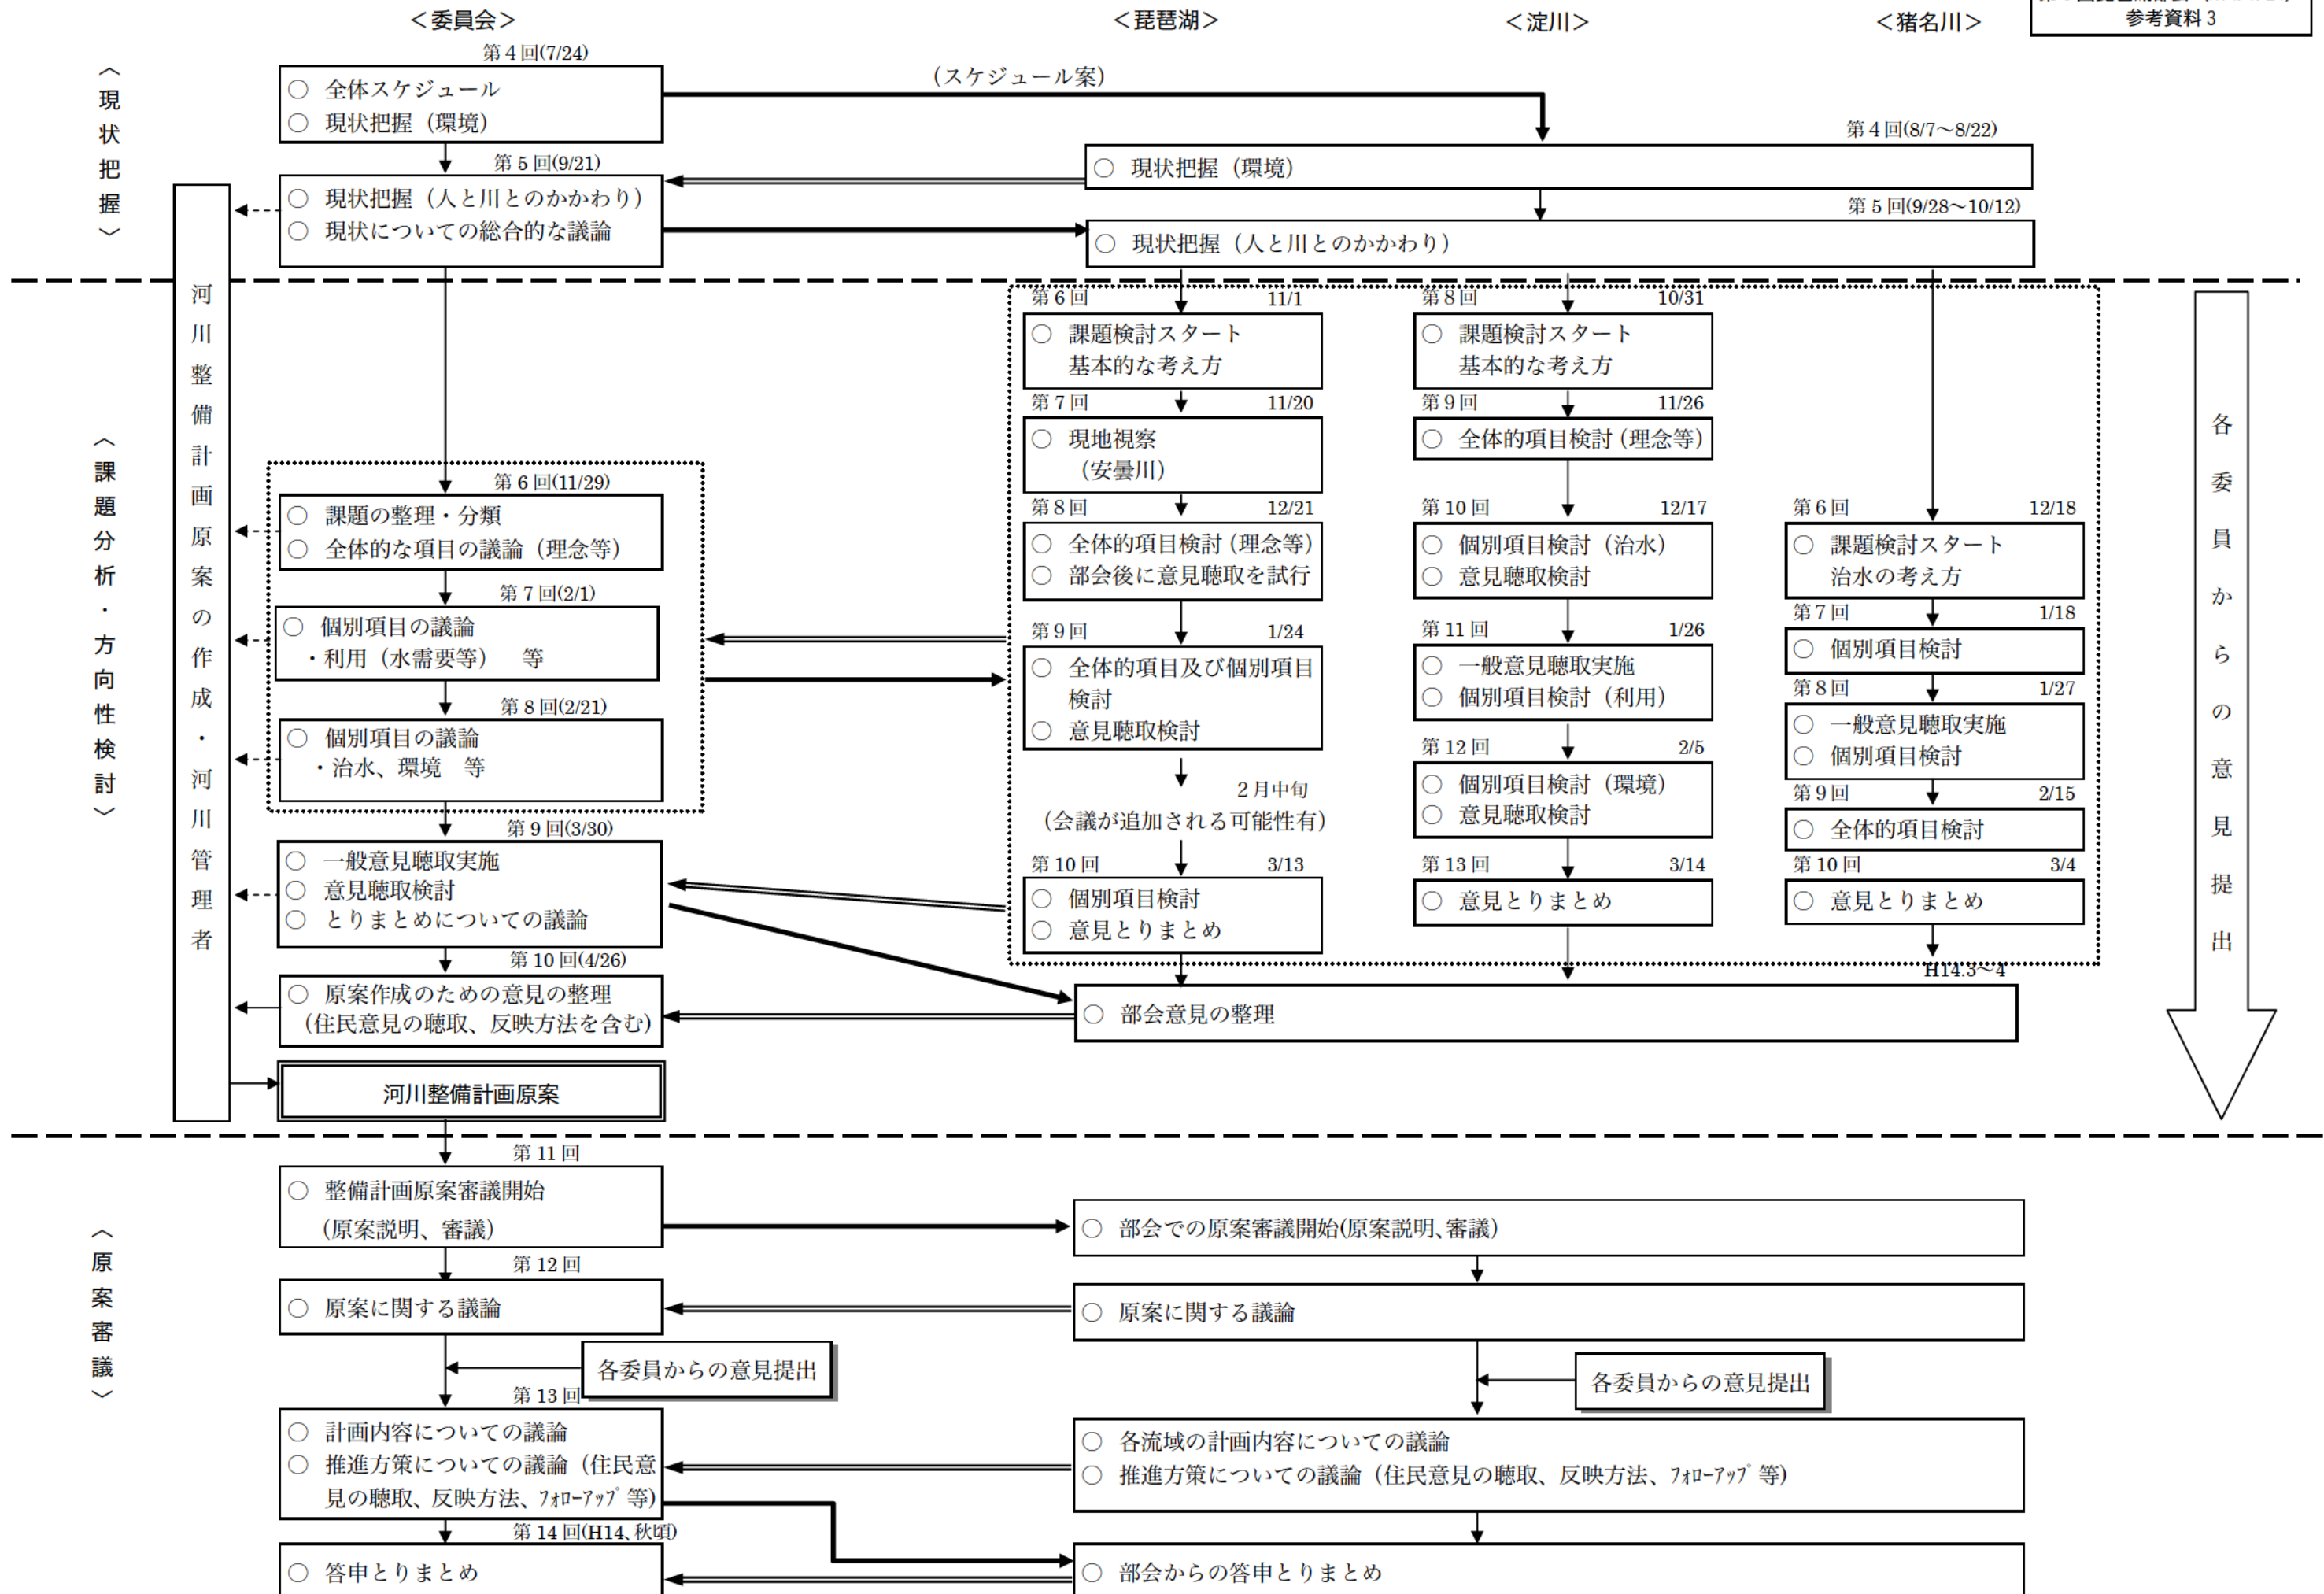 ＜委員会＞
＜琵琶湖＞
＜淀川＞
＜猪名川＞
参考資料 3
〈現状把握〉
第 4 回(7/24)
○ 全体スケジュール
○ 現状把握（環境）
（スケジュール案）
第 4 回(8/7～8/22)
○ 現状把握（環境）
第 5 回(9/21)
○ 現状把握（人と川とのかかわり）
○ 現状についての総合的な議論
第 5 回(9/28～10/12)
○ 現状把握（人と川とのかかわり）
河川整備計画原案の作成・河川管理者
〈課題分析・方向性検討〉
第 6 回(11/29)
○ 課題の整理・分類
○ 全体的な項目の議論（理念等）
第 7 回(2/1)
○ 個別項目の議論
・利用（水需要等）　等
第 8 回(2/21)
○ 個別項目の議論
・治水、環境　等
第 9 回(3/30)
○ 一般意見聴取実施
○ 意見聴取検討
○ とりまとめについての議論
第 10 回(4/26)
○ 原案作成のための意見の整理
（住民意見の聴取、反映方法を含む）
河川整備計画原案
第 6 回 11/1
○ 課題検討スタート
基本的な考え方
第 7 回 11/20
○ 現地視察
（安曇川）
第 8 回 12/21
○ 全体的項目検討（理念等）
○ 部会後に意見聴取を試行
第 9 回 1/24
○ 全体的項目及び個別項目
検討
○ 意見聴取検討
2 月中旬
（会議が追加される可能性有）
第 10 回 3/13
○ 個別項目検討
○ 意見とりまとめ
第 8 回 10/31
○ 課題検討スタート
基本的な考え方
第 9 回 11/26
○ 全体的項目検討（理念等）
第 10 回 12/17
○ 個別項目検討（治水）
○ 意見聴取検討
第 11 回 1/26
○ 一般意見聴取実施
○ 個別項目検討（利用）
第 12 回 2/5
○ 個別項目検討（環境）
○ 意見聴取検討
第 13 回 3/14
○ 意見とりまとめ
第 6 回 12/18
○ 課題検討スタート
治水の考え方
第 7 回 1/18
○ 個別項目検討
第 8 回 1/27
○ 一般意見聴取実施
○ 個別項目検討
第 9 回 2/15
○ 全体的項目検討
第 10 回 3/4
○ 意見とりまとめ
H14.3～4
○ 部会意見の整理
各委員からの意見提出
〈原案審議〉
第 11 回
○ 整備計画原案審議開始
（原案説明、審議）
○ 部会での原案審議開始(原案説明、審議）
第 12 回
○ 原案に関する議論
○ 原案に関する議論
各委員からの意見提出
各委員からの意見提出
第 13 回
○ 計画内容についての議論
○ 推進方策についての議論（住民意
見の聴取、反映方法、ﾌｫﾛｰｱｯﾌﾟ等）
○ 各流域の計画内容についての議論
○ 推進方策についての議論（住民意見の聴取、反映方法、ﾌｫﾛｰｱｯﾌﾟ等）
第 14 回(H14、秋頃)
○ 答申とりまとめ
○ 部会からの答申とりまとめ